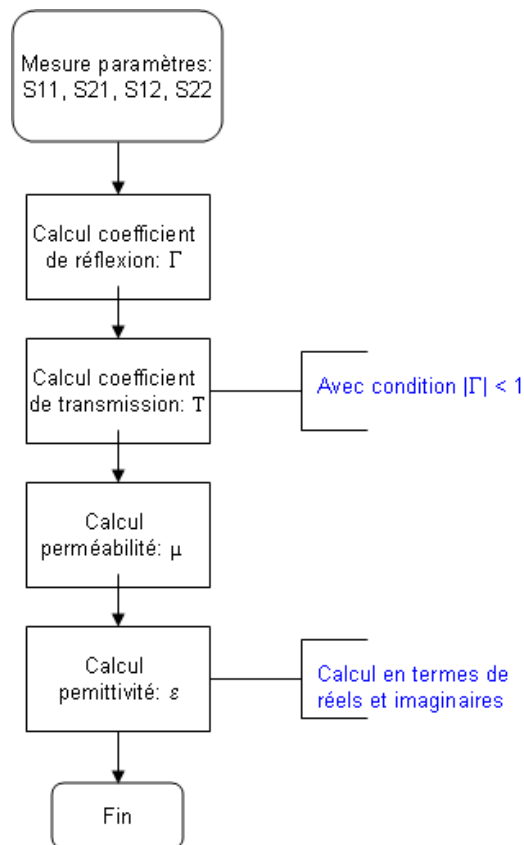 Mesure paramètres:
S11, S21, S12, S22
Calcul coefficient
de réflexion: Γ
Calcul coefficient
de transmission: T
Avec condition |Γ| < 1
Calcul
perméabilité: μ
Calcul
pemittivité: ε
Calcul en termes de
réels et imaginaires
Fin